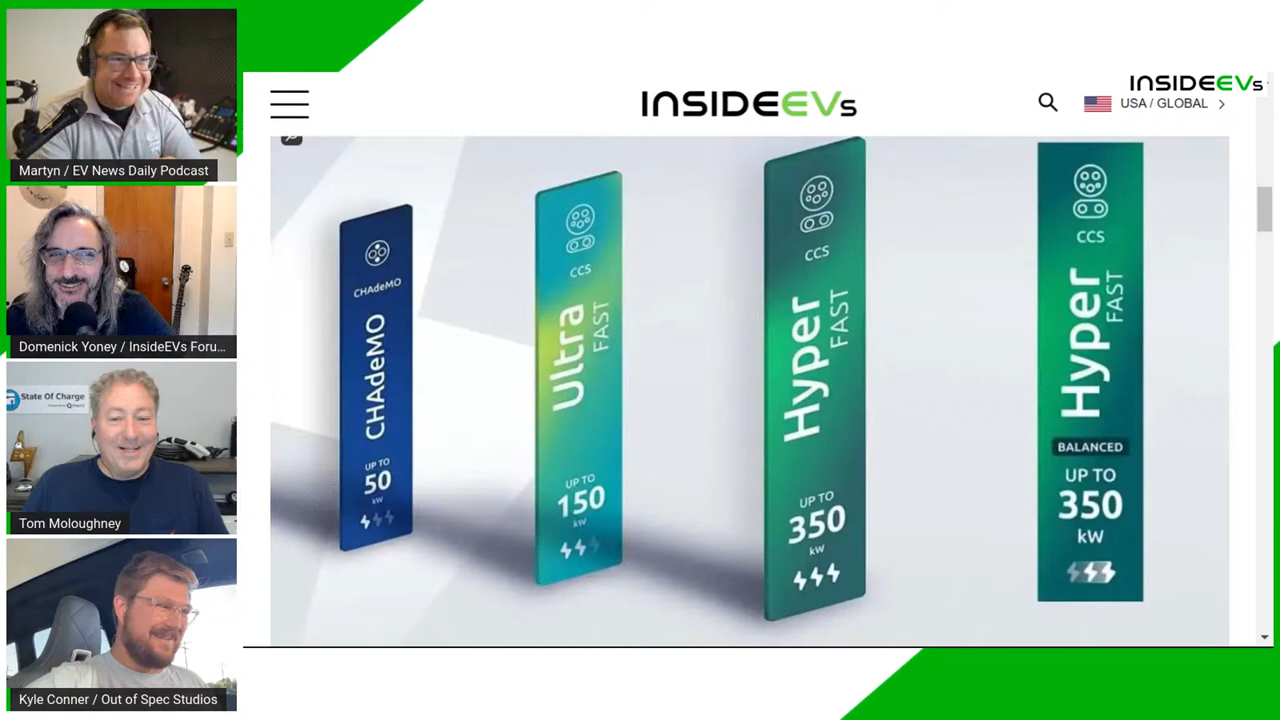 Martyn / EV News Daily Podcast
Domenick Yoney / InsideEVs Foru...
State Of Charge
Tom Moloughney
Kyle Conner / Out of Spec Studios
INSIDEEVs
INSIDEEVs
USA / GLOBAL
CHAdeMO
CHAdeMO
UP TO
50
kW
CCS
Ultra
FAST
UP TO
150
kW
CCS
Hyper
FAST
UP TO
350
kW
CCS
Hyper
FAST
BALANCED
UP TO
350
kW